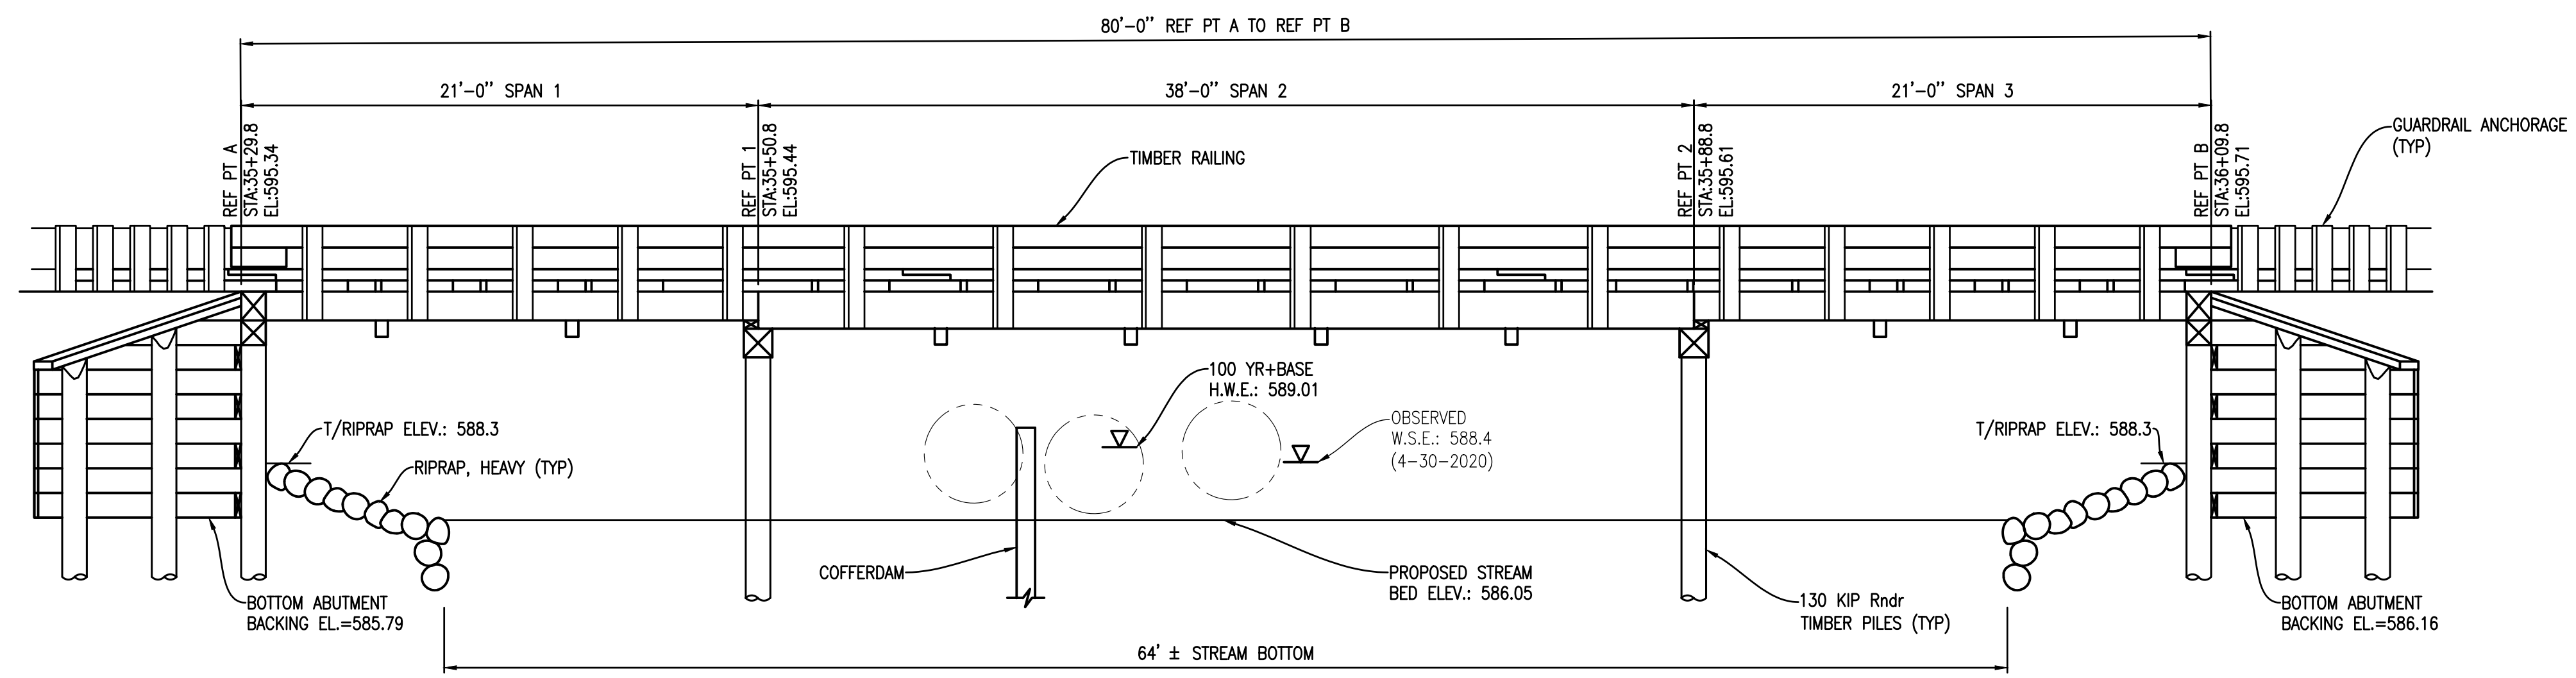 80'-0" REF PT A TO REF PT B
21'-0" SPAN 1
38'-0" SPAN 2
21'-0" SPAN 3
REF PT A
STA:35+29.8
EL:595.34
REF PT 1
STA:35+50.8
EL:595.44
REF PT 2
STA:35+88.8
EL:595.61
REF PT B
STA:36+09.8
EL:595.71
GUARDRAIL ANCHORAGE
(TYP)
TIMBER RAILING
100 YR+BASE
H.W.E.: 589.01
OBSERVED
W.S.E.: 588.4
(4-30-2020)
T/RIPRAP ELEV.: 588.3
RIPRAP, HEAVY (TYP)
T/RIPRAP ELEV.: 588.3
COFFERDAM
PROPOSED STREAM
BED ELEV.: 586.05
130 KIP Rndr
TIMBER PILES (TYP)
BOTTOM ABUTMENT
BACKING EL.=585.79
BOTTOM ABUTMENT
BACKING EL.=586.16
64' ± STREAM BOTTOM